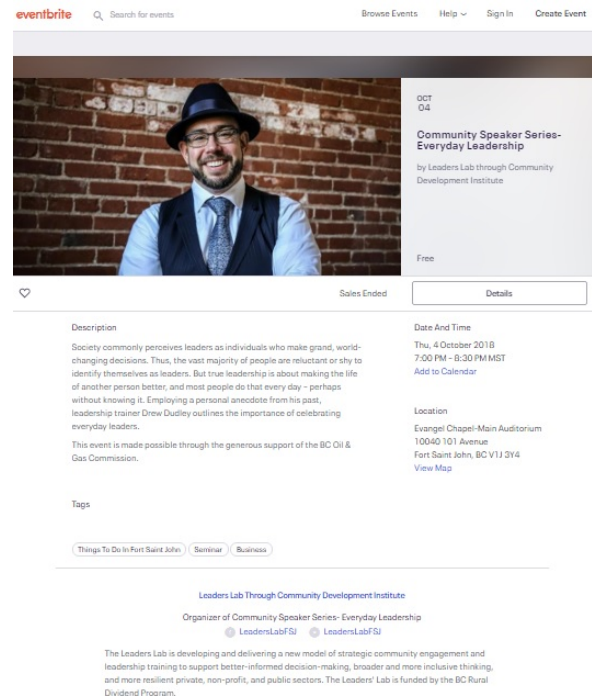 eventbrite
Search for events
Browse Events
Help
Sign In
Create Event
OCT
04
Community Speaker Series-
Everyday Leadership
by Leaders Lab through Community
Development Institute
Free
Sales Ended
Details
Description
Society commonly perceives leaders as individuals who make grand, world-
changing decisions. Thus, the vast majority of people are reluctant or shy to
identify themselves as leaders. But true leadership is about making the life
of another person better, and most people do that every day – perhaps
without knowing it. Employing a personal anecdote from his past,
leadership trainer Drew Dudley outlines the importance of celebrating
everyday leaders.
This event is made possible through the generous support of the BC Oil &
Gas Commission.
Tags
Things To Do In Fort Saint John
Seminar
Business
Date And Time
Thu, 4 October 2018
7:00 PM – 8:30 PM MST
Add to Calendar
Location
Evangel Chapel-Main Auditorium
10040 101 Avenue
Fort Saint John, BC V1J 3Y4
View Map
Leaders Lab Through Community Development Institute
Organizer of Community Speaker Series- Everyday Leadership
LeadersLabFSJ
LeadersLabFSJ
The Leaders Lab is developing and delivering a new model of strategic community engagement and
leadership training to support better-informed decision-making, broader and more inclusive thinking,
and more resilient private, non-profit, and public sectors. The Leaders' Lab is funded by the BC Rural
Dividend Program.